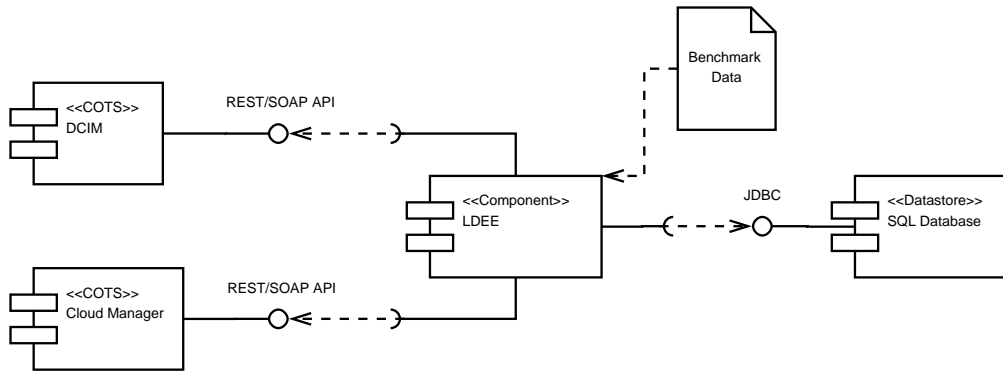 Benchmark
Data
<<COTS>>
DCIM
REST/SOAP API
<<Component>>
LDEE
JDBC
<<Datastore>>
SQL Database
<<COTS>>
Cloud Manager
REST/SOAP API